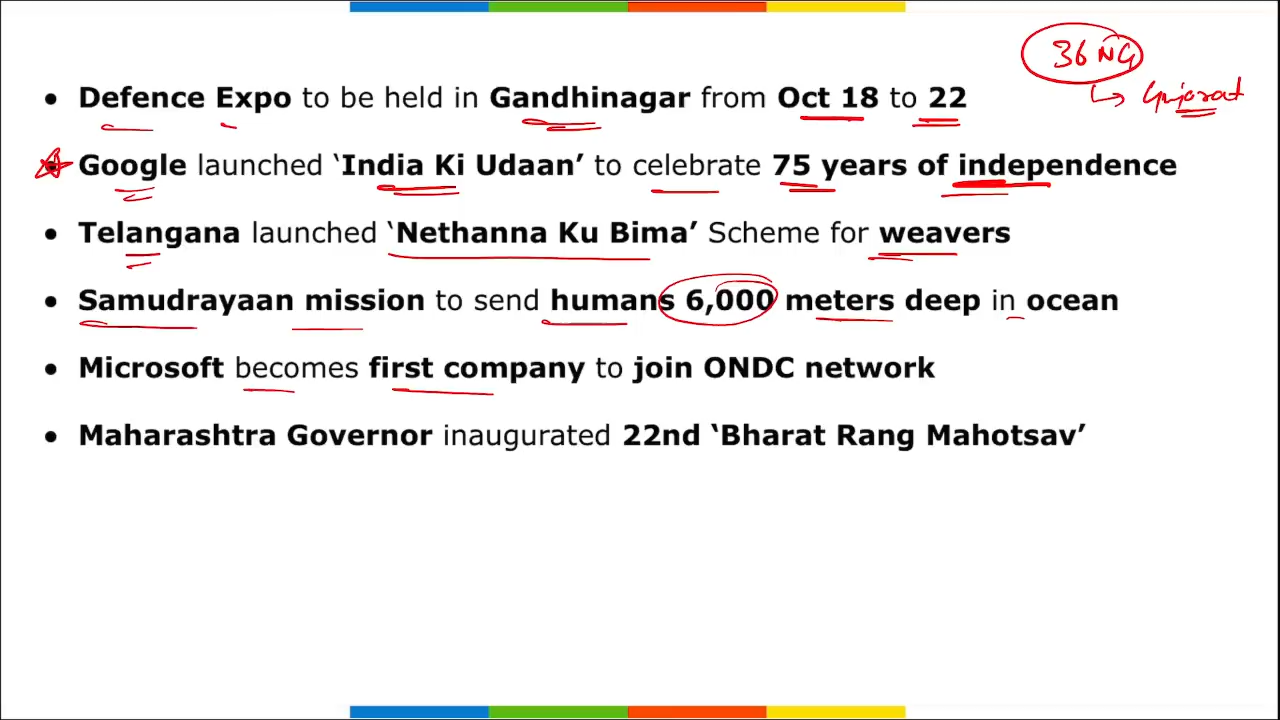 36 NG
Gujarat
• Defence Expo to be held in Gandhinagar from Oct 18 to 22
• Google launched ‘India Ki Udaan’ to celebrate 75 years of independence
• Telangana launched ‘Nethanna Ku Bima’ Scheme for weavers
• Samudrayaan mission to send humans 6,000 meters deep in ocean
• Microsoft becomes first company to join ONDC network
• Maharashtra Governor inaugurated 22nd ‘Bharat Rang Mahotsav’